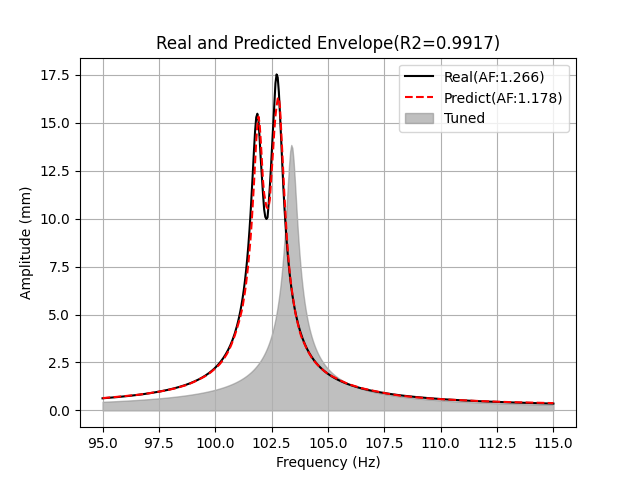 Real and Predicted Envelope(R2=0.9917)
Real(AF:1.266)
Predict(AF:1.178)
Tuned
Amplitude (mm)
17.5
15.0
12.5
10.0
7.5
5.0
2.5
0.0
95.0 97.5 100.0 102.5 105.0 107.5 110.0 112.5 115.0
Frequency (Hz)